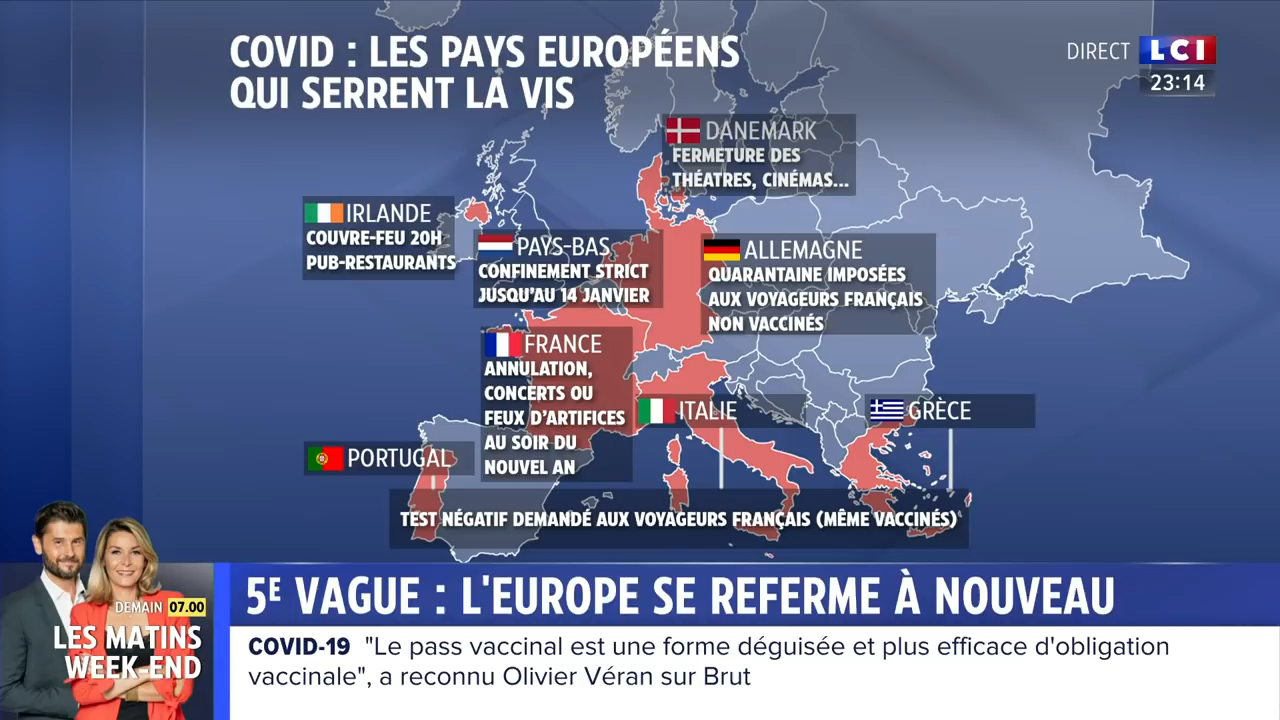 COVID : LES PAYS EUROPÉENS
QUI SERRENT LA VIS
DIRECT LCI
23:14
DANEMARK
FERMETURE DES
THÉATRES, CINÉMAS...
IRLANDE
COUVRE-FEU 20H
PUB-RESTAURANTS
PAYS-BAS
CONFINEMENT STRICT
JUSQU'AU 14 JANVIER
ALLEMAGNE
QUARANTAINE IMPOSÉES
AUX VOYAGEURS FRANÇAIS
NON VACCINÉS
FRANCE
ANNULATION,
CONCERTS OU
FEUX D'ARTIFICES
AU SOIR DU
NOUVEL AN
ITALIE
GRÈCE
PORTUGAL
TEST NÉGATIF DEMANDÉ AUX VOYAGEURS FRANÇAIS (MÊME VACCINÉS)
DEMAIN 07.00
LES MATINS
WEEK-END
5E VAGUE : L'EUROPE SE REFERME À NOUVEAU
COVID-19 "Le pass vaccinal est une forme déguisée et plus efficace d'obligation
vaccinale", a reconnu Olivier Véran sur Brut